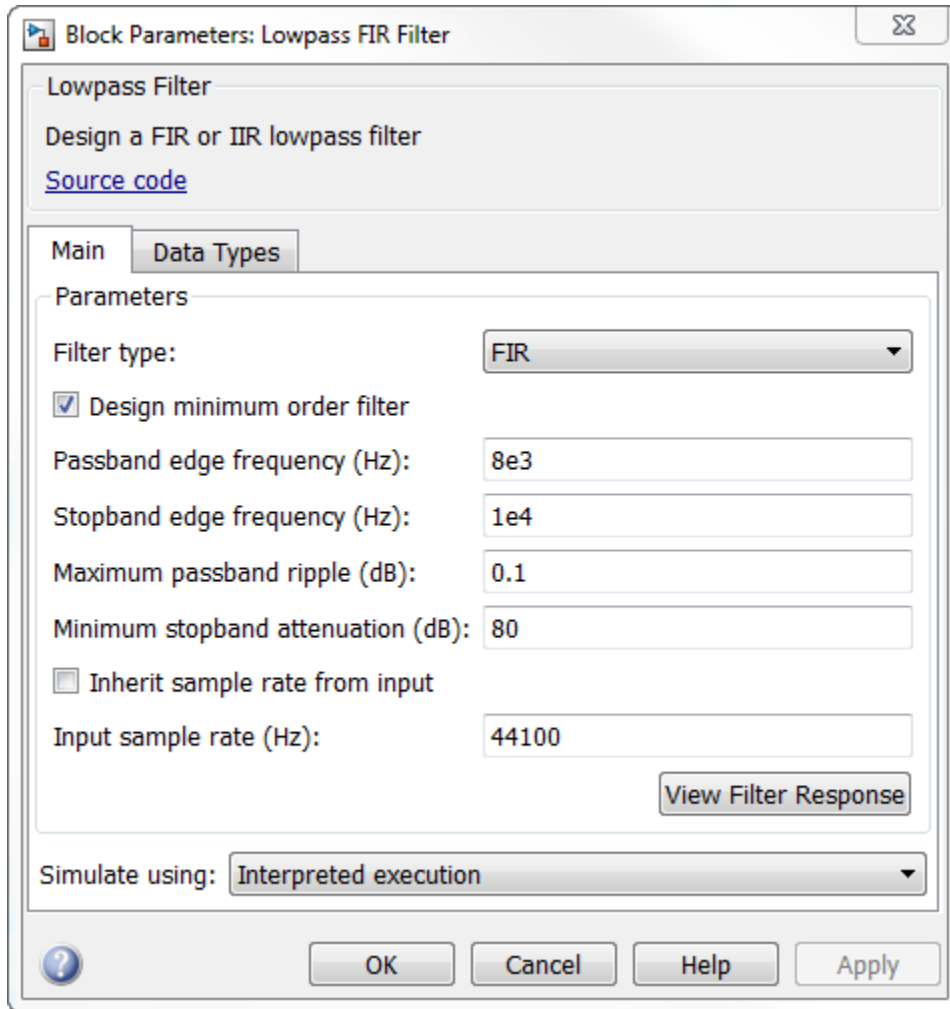 Block Parameters: Lowpass FIR Filter
Lowpass Filter
Design a FIR or IIR lowpass filter
Source code
Main Data Types
Parameters
Filter type: FIR
Design minimum order filter
Passband edge frequency (Hz): 8e3
Stopband edge frequency (Hz): 1e4
Maximum passband ripple (dB): 0.1
Minimum stopband attenuation (dB): 80
Inherit sample rate from input
Input sample rate (Hz): 44100
View Filter Response
Simulate using: Interpreted execution
? OK Cancel Help Apply